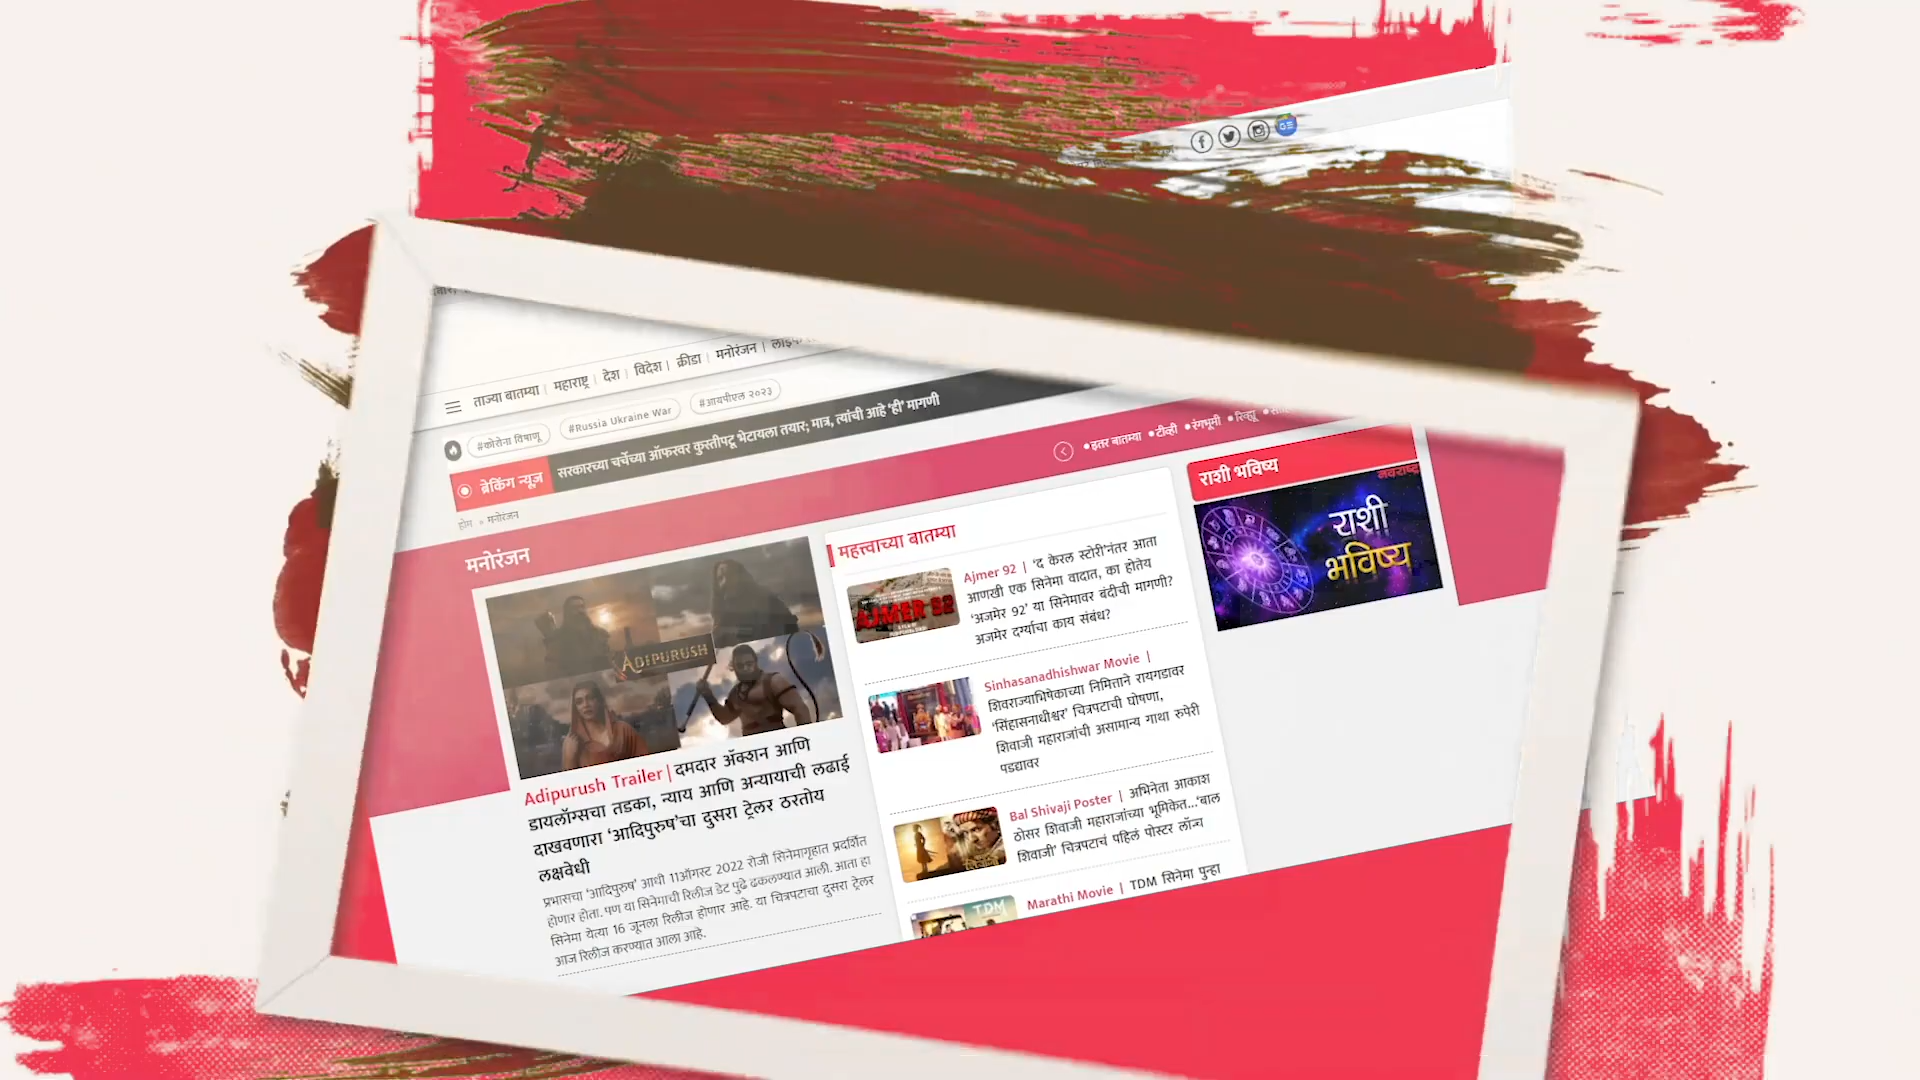 ताज्या बातम्या | महाराष्ट्र | देश | विदेश | क्रीडा | मनोरंजन |
#कोरोना विषाणू
#Russia Ukraine War
#आयपीएल २०२३
ब्रेकिंग न्यूज
सरकारच्या चर्चेच्या ऑफरवर कुस्तीपटू भेटायला तयार; मात्र, त्यांची आहे 'ही' मागणी
होम » मनोरंजन
•इतर बातम्या •टीव्ही •रंगभूमी •रिव्ह्यू
मनोरंजन
ADIPURUSH
Adipurush Trailer | दमदार ॲक्शन आणि
डायलॉग्सचा तडका, न्याय आणि अन्यायाची लढाई
दाखवणारा 'आदिपुरुष'चा दुसरा ट्रेलर ठरतोय
लक्षवेधी
प्रभासचा 'आदिपुरुष' आधी 11ऑगस्ट 2022 रोजी सिनेमागृहात प्रदर्शित
होणार होता. पण या सिनेमाची रिलीज डेट पुढे ढकलण्यात आली. आता हा
सिनेमा येत्या 16 जूनला रिलीज होणार आहे. या चित्रपटाचा दुसरा ट्रेलर
आज रिलीज करण्यात आला आहे.
महत्त्वाच्या बातम्या
AJMER 92
Ajmer 92 | 'द केरल स्टोरी'नंतर आता
आणखी एक सिनेमा वादात, का होतेय
'अजमेर 92' या सिनेमावर बंदीची मागणी?
अजमेर दर्ग्याचा काय संबंध?
Sinhasanadhishwar Movie |
शिवराज्याभिषेकाच्या निमित्ताने रायगडावर
'सिंहासनाधीश्वर' चित्रपटाची घोषणा,
शिवाजी महाराजांची असामान्य गाथा रुपेरी
पडद्यावर
Bal Shivaji Poster | अभिनेता आकाश
ठोसर शिवाजी महाराजांच्या भूमिकेत...'बाल
शिवाजी' चित्रपटाचं पहिलं पोस्टर लॉन्च
TDM
Marathi Movie | TDM सिनेमा पुन्हा
राशी भविष्य
नवराष्ट्र
राशी
भविष्य